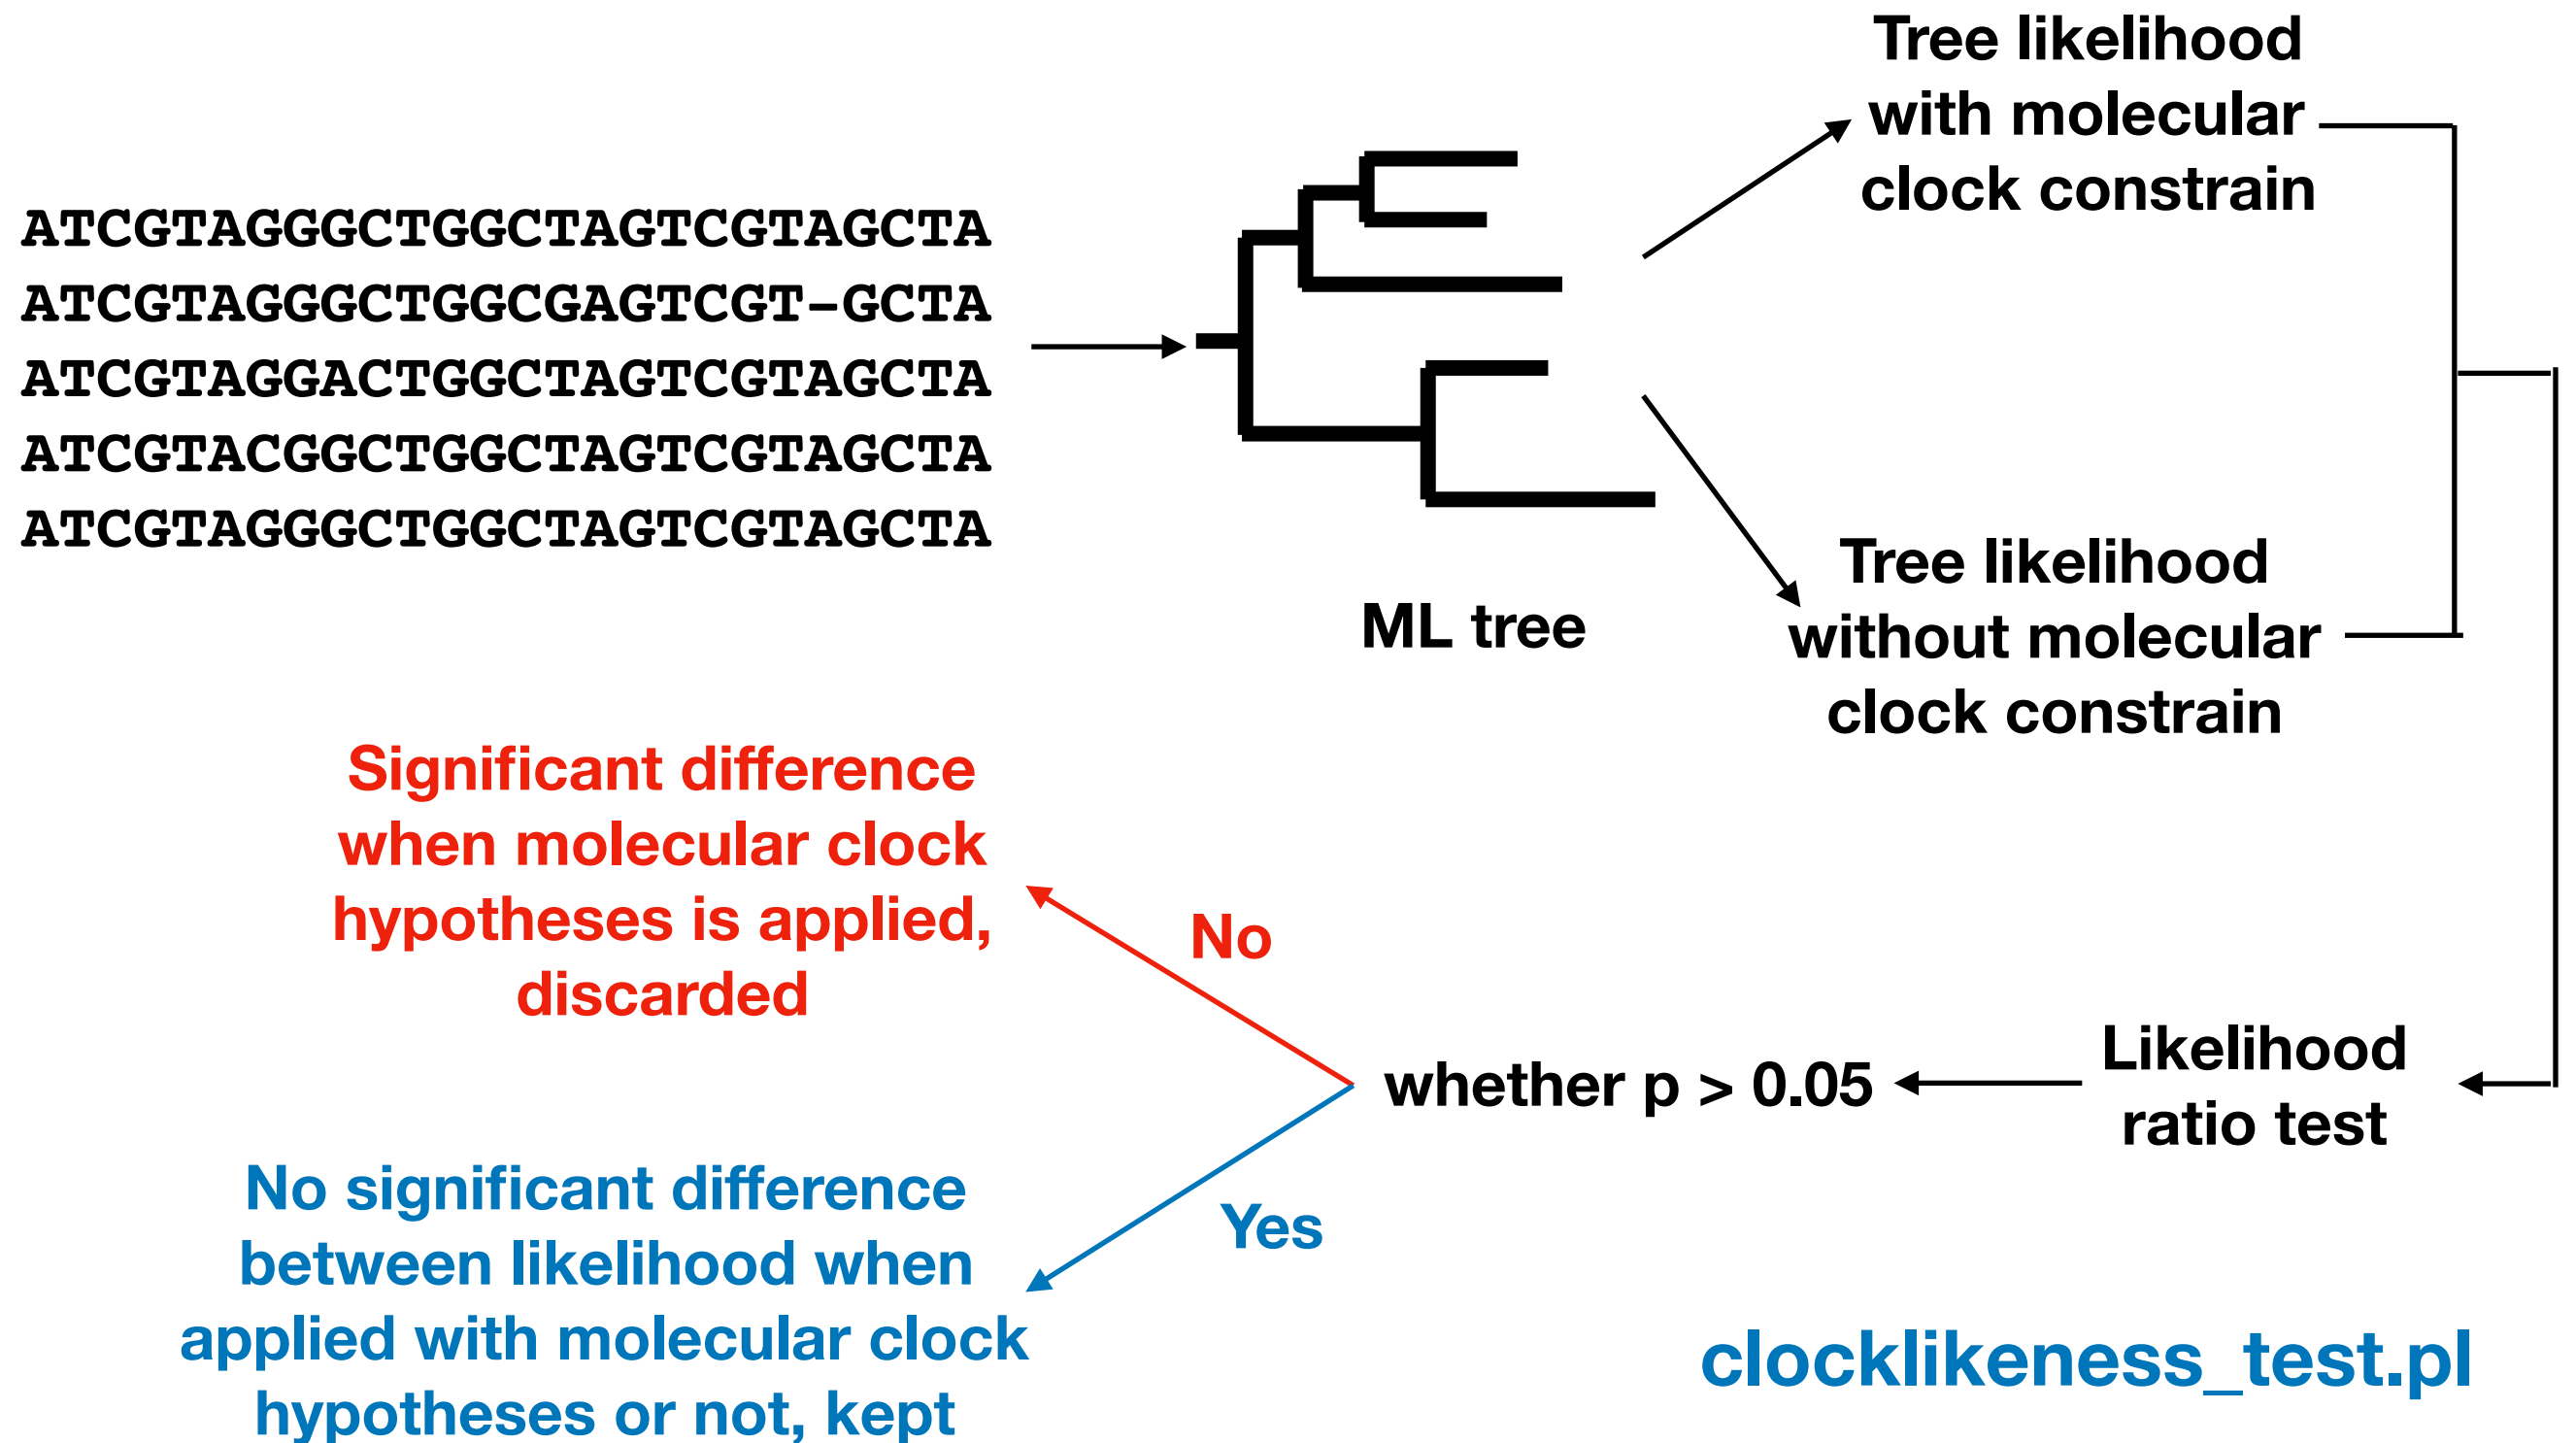 ATCGTAGGGCTGGCTAGTCGTAGCTA
ATCGTAGGGCTGGCGAGTCGT-GCTA
ATCGTAGGACTGGCTAGTCGTAGCTA
ATCGTACGGCTGGCTAGTCGTAGCTA
ATCGTAGGGCTGGCTAGTCGTAGCTA
ML tree
Tree likelihood
with molecular
clock constrain
Tree likelihood
without molecular
clock constrain
Likelihood
ratio test
whether p > 0.05
No
Significant difference
when molecular clock
hypotheses is applied,
discarded
Yes
No significant difference
between likelihood when
applied with molecular clock
hypotheses or not, kept
clocklikeness_test.pl